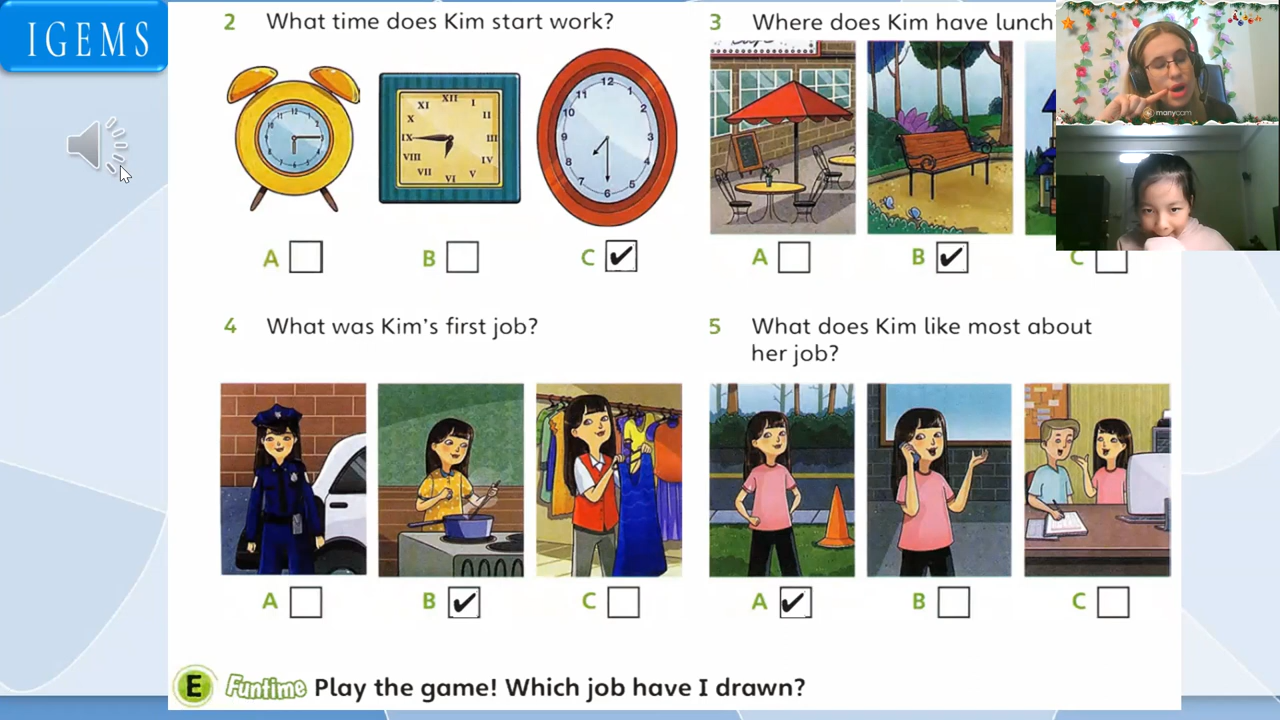 IGEMS
2 What time does Kim start work?
3 Where does Kim have lunch
manycam
A B C
A B C
4 What was Kim's first job?
5 What does Kim like most about
her job?
A B C
A B C
E Funtime Play the game! Which job have I drawn?